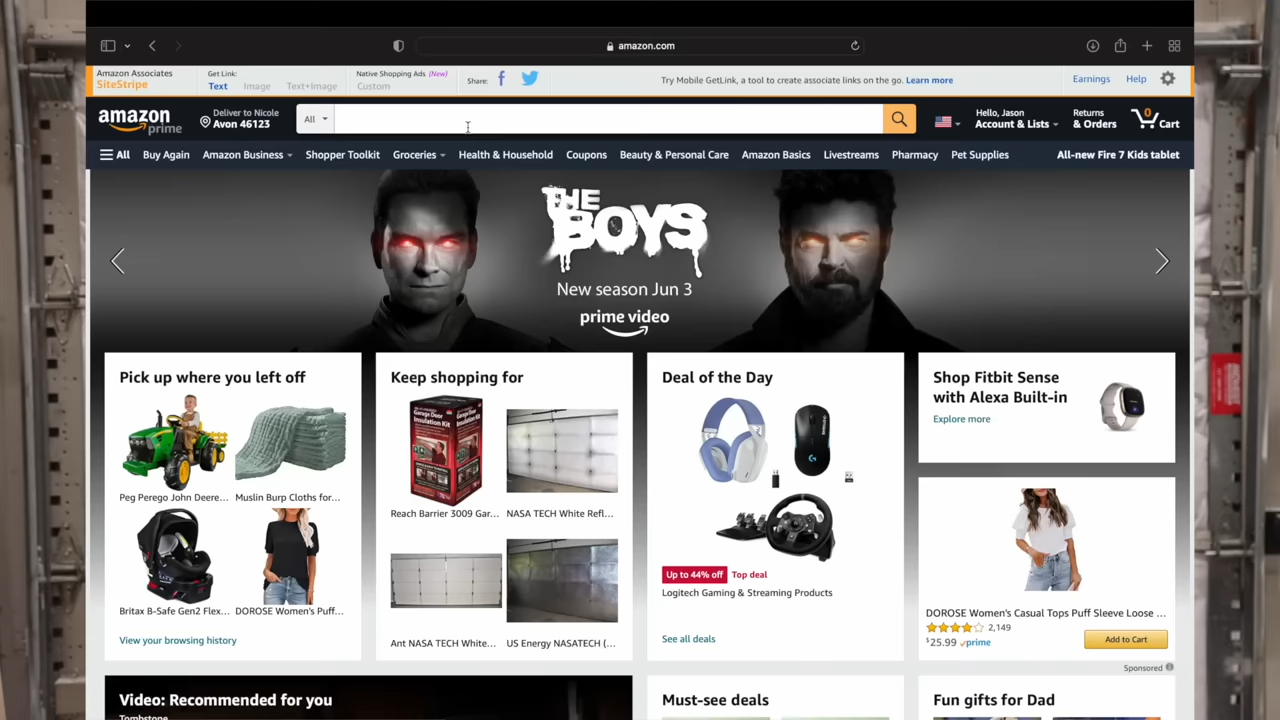 amazon.com
Amazon Associates
SiteStripe
Get Link:
Text Image Text+Image
Native Shopping Ads (New)
Custom
Share:
Try Mobile GetLink, a tool to create associate links on the go. Learn more
Earnings
Help
amazon
prime
Deliver to Nicole
Avon 46123
All
Hello, Jason
Account & Lists
Returns
& Orders
0
Cart
All
Buy Again
Amazon Business
Shopper Toolkit
Groceries
Health & Household
Coupons
Beauty & Personal Care
Amazon Basics
Livestreams
Pharmacy
Pet Supplies
All-new Fire 7 Kids tablet
THE
BOYS
New season Jun 3
prime video
Pick up where you left off
Peg Perego John Deere...
Muslin Burp Cloths for...
Britax B-Safe Gen2 Flex...
DOROSE Women's Puff...
View your browsing history
Keep shopping for
Reach Barrier 3009 Gar...
NASA TECH White Refl...
Ant NASA TECH White...
US Energy NASATECH (...
Deal of the Day
Up to 44% off
Top deal
Logitech Gaming & Streaming Products
See all deals
Shop Fitbit Sense
with Alexa Built-in
Explore more
DOROSE Women's Casual Tops Puff Sleeve Loose ...
2,149
$25.99 prime
Add to Cart
Sponsored
Video: Recommended for you
Tombstone
Must-see deals
Fun gifts for Dad